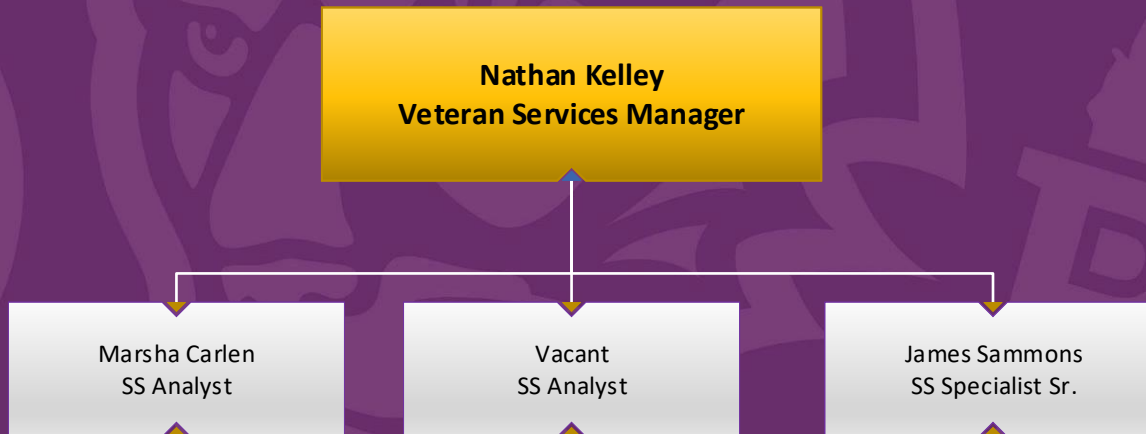 Nathan Kelley
Veteran Services Manager
Marsha Carlen
SS Analyst
Vacant
SS Analyst
James Sammons
SS Specialist Sr.